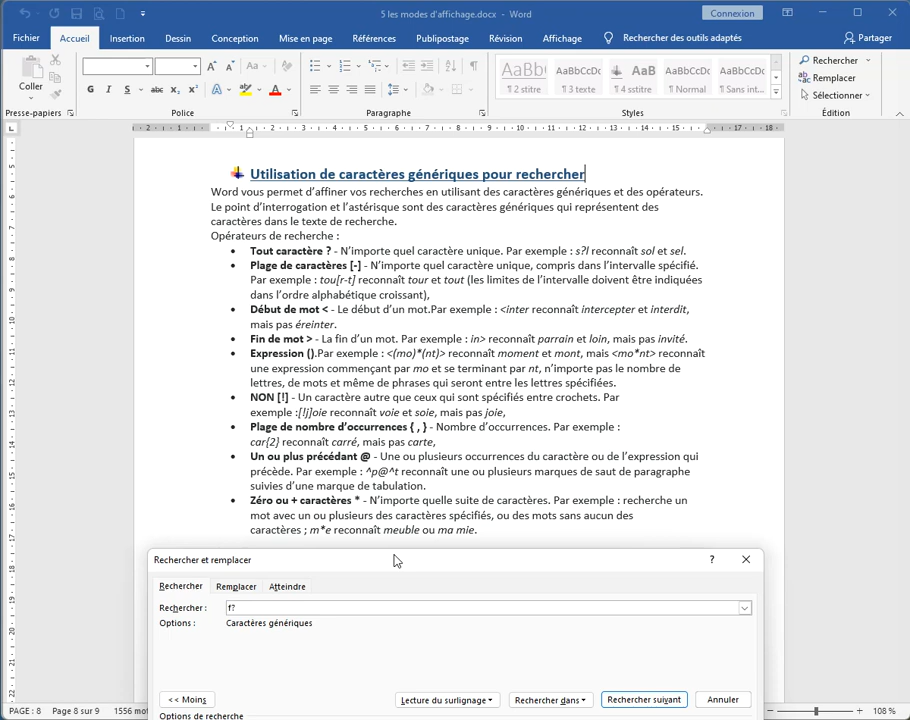 5 les modes d'affichage.docx - Word
Connexion
Fichier Accueil Insertion Dessin Conception Mise en page Références Publipostage Révision Affichage Rechercher des outils adaptés Partager
Coller
Presse-papiers
G I S abc x₂ x²
Police
Paragraphe
AaBbC AaBbCcDc AaBb AaBbCcDc AaBbCcDc
¶ 2 stitre ¶ 3 texte ¶ 4 sstitre ¶ Normal ¶ Sans int...
Styles
Rechercher
Remplacer
Sélectionner
Édition
Utilisation de caractères génériques pour rechercher
Word vous permet d'affiner vos recherches en utilisant des caractères génériques et des opérateurs.
Le point d'interrogation et l'astérisque sont des caractères génériques qui représentent des
caractères dans le texte de recherche.
Opérateurs de recherche :
• Tout caractère ? - N'importe quel caractère unique. Par exemple : s?l reconnaît sol et sel.
• Plage de caractères [-] - N'importe quel caractère unique, compris dans l'intervalle spécifié.
Par exemple : tou[r-t] reconnaît tour et tout (les limites de l'intervalle doivent être indiquées
dans l'ordre alphabétique croissant),
• Début de mot < - Le début d'un mot.Par exemple : <inter reconnaît intercepter et interdit,
mais pas éreinter.
• Fin de mot > - La fin d'un mot. Par exemple : in> reconnaît parrain et loin, mais pas invité.
• Expression ().Par exemple : <(mo)*(nt)> reconnaît moment et mont, mais <mo*nt> reconnaît
une expression commençant par mo et se terminant par nt, n'importe pas le nombre de
lettres, de mots et même de phrases qui seront entre les lettres spécifiées.
• NON [!] - Un caractère autre que ceux qui sont spécifiés entre crochets. Par
exemple :[!j]oie reconnaît voie et soie, mais pas joie,
• Plage de nombre d'occurrences { , } - Nombre d'occurrences. Par exemple :
car{2} reconnaît carré, mais pas carte,
• Un ou plus précédant @ - Une ou plusieurs occurrences du caractère ou de l'expression qui
précède. Par exemple : ^p@^t reconnaît une ou plusieurs marques de saut de paragraphe
suivies d'une marque de tabulation.
• Zéro ou + caractères * - N'importe quelle suite de caractères. Par exemple : recherche un
mot avec un ou plusieurs des caractères spécifiés, ou des mots sans aucun des
caractères ; m*e reconnaît meuble ou ma mie.
Rechercher et remplacer
Rechercher Remplacer Atteindre
Rechercher : f?
Options : Caractères génériques
<< Moins Lecture du surlignage Rechercher dans Rechercher suivant Annuler
Page : 8 Page 8 sur 9 1556 mot
Options de recherche
108 %